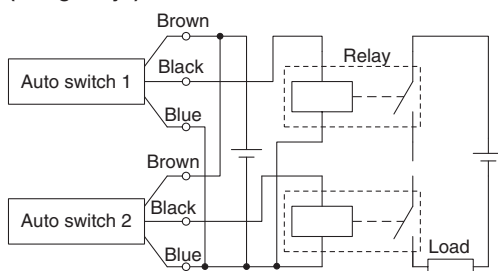 Brown
Black
Relay
Auto switch 1
Blue
Brown
Black
Auto switch 2
Blue
Load